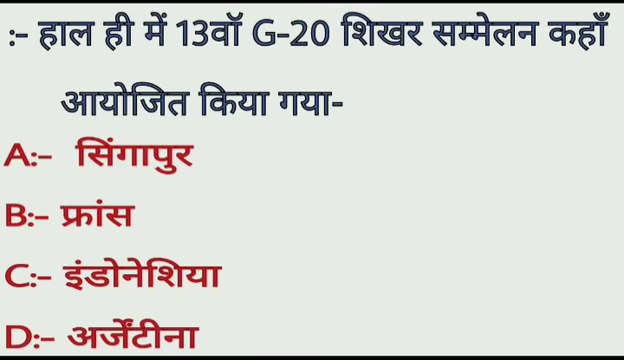 :- हाल ही में 13वॉ G-20 शिखर सम्मेलन कहाँ
आयोजित किया गया-
A:- सिंगापुर
B:- फ्रांस
C:- इंडोनेशिया
D:- अर्जेंटीना